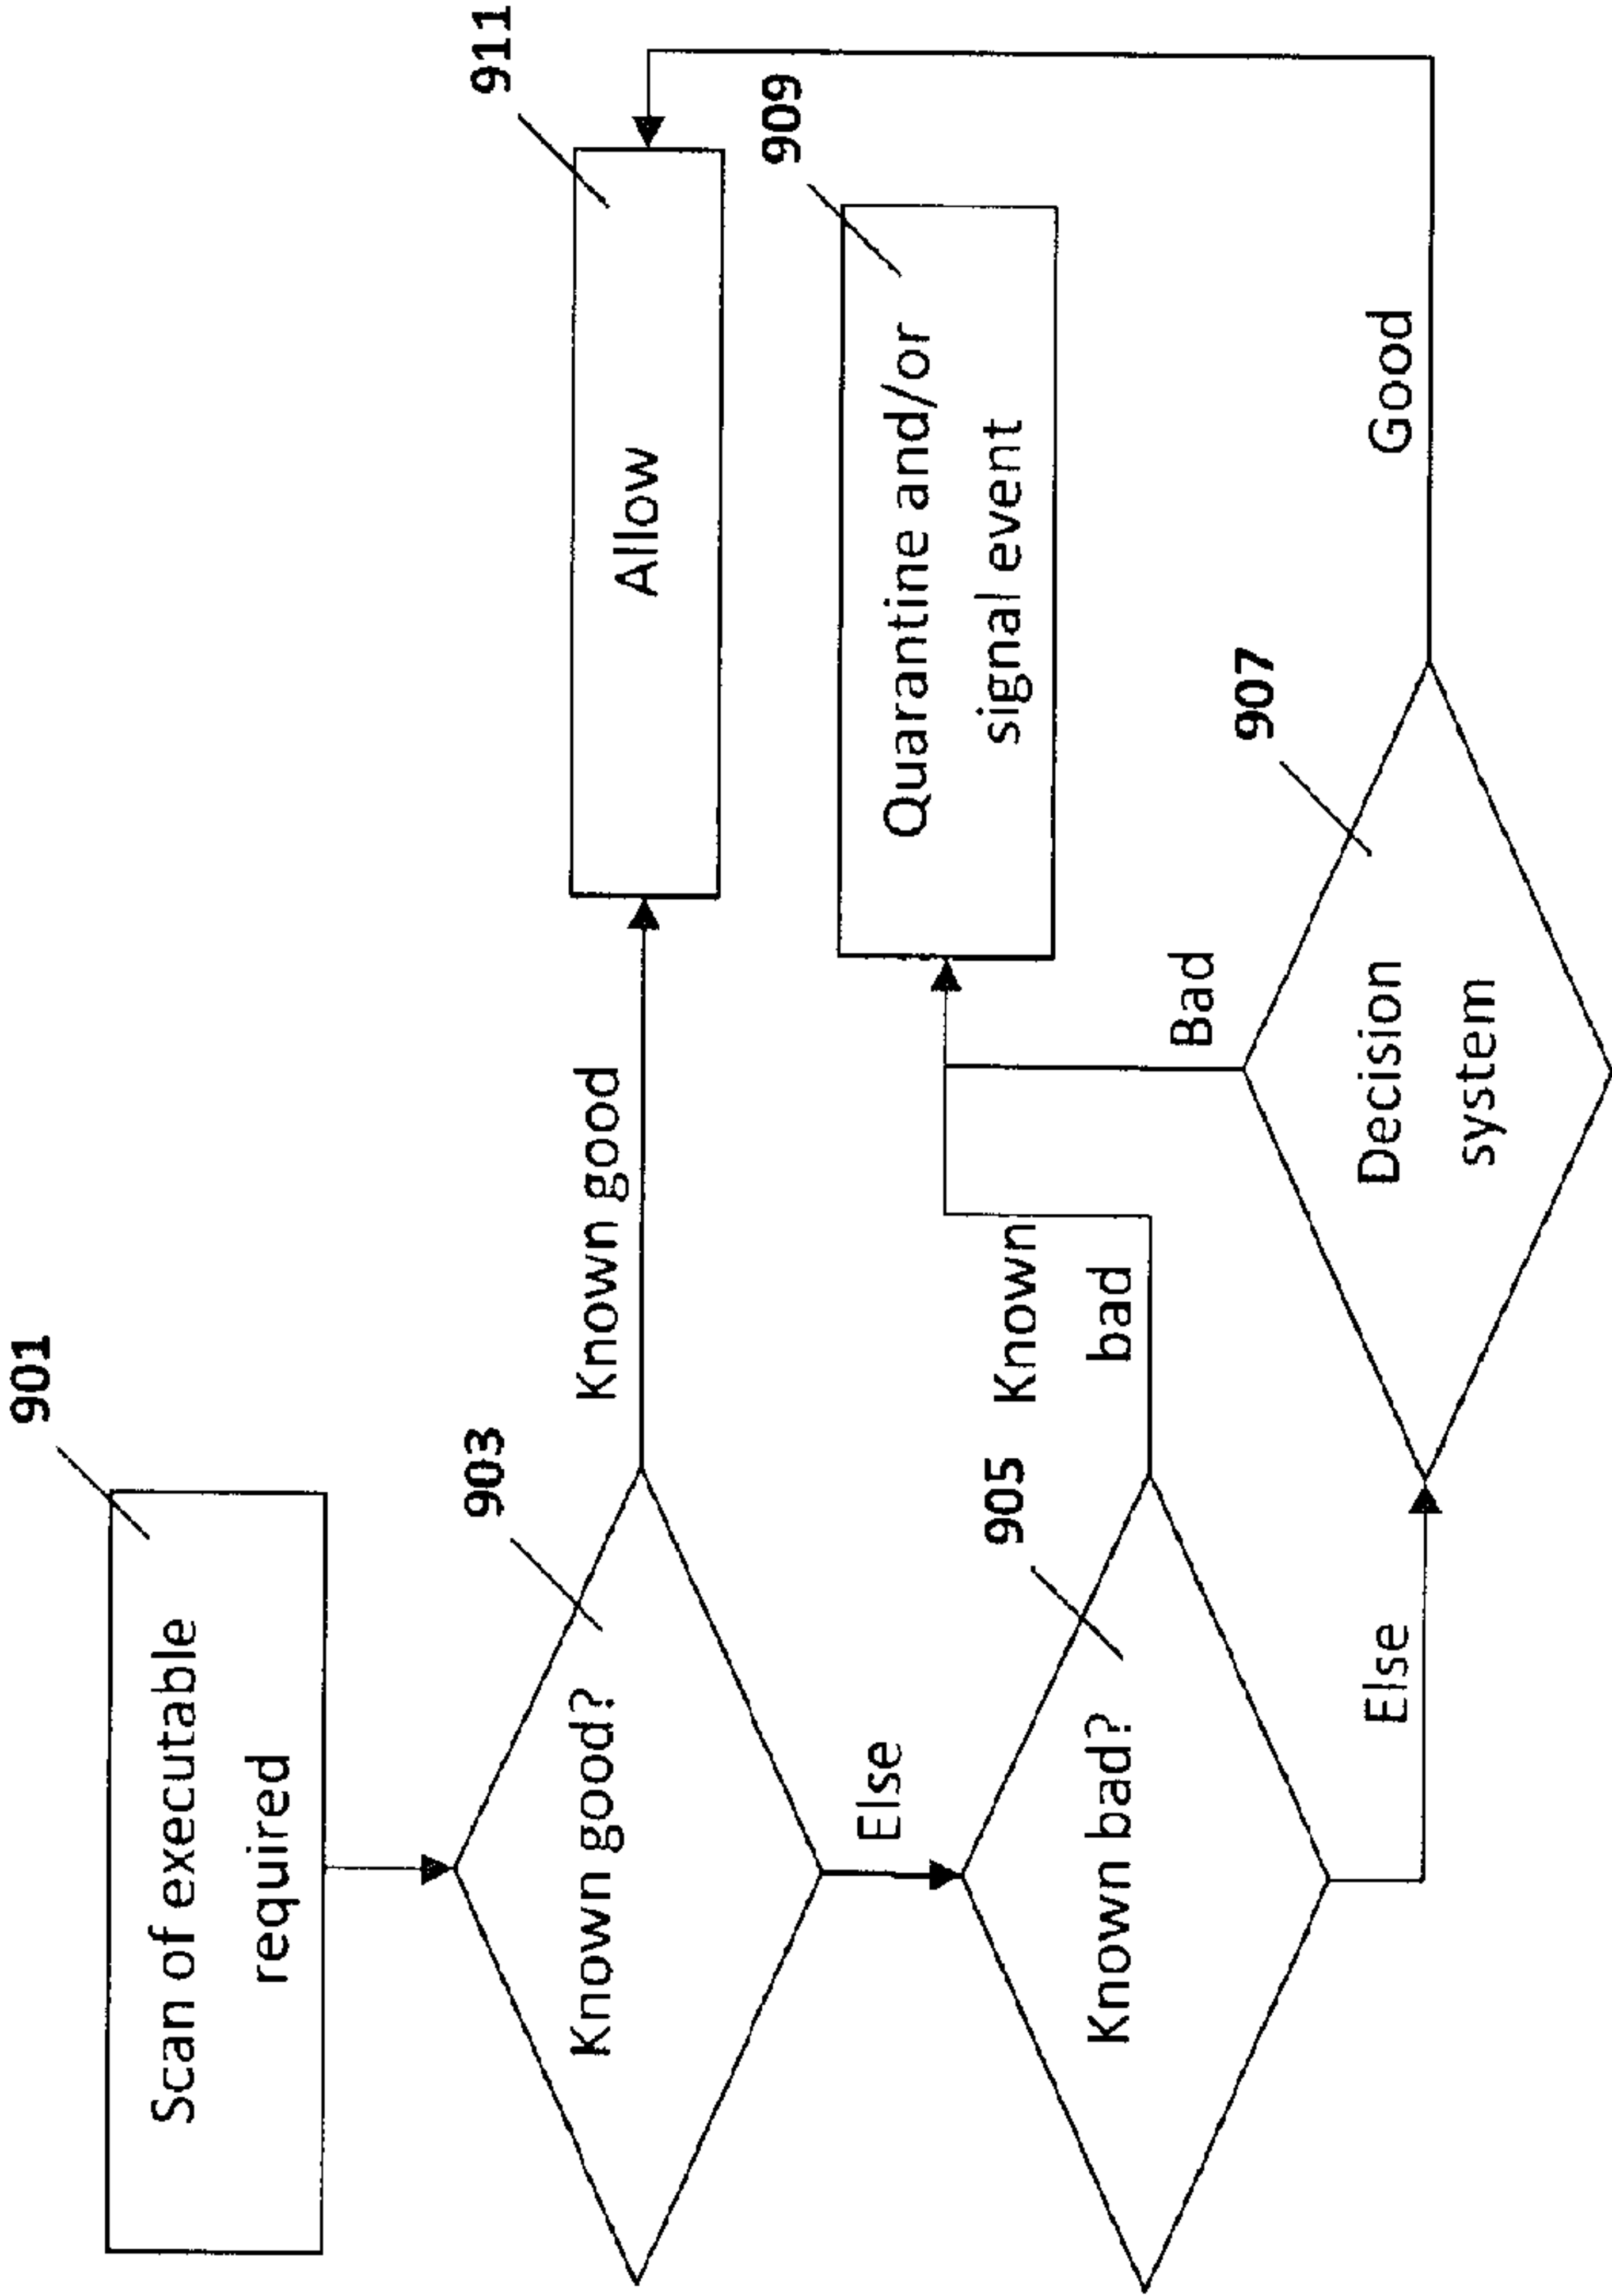 901
Scan of executable
required
903
Known good?
Known good
911
Allow
Else
905
Known bad?
Known
bad
909
Quarantine and/or
signal event
Else
907
Decision
system
Bad
Good